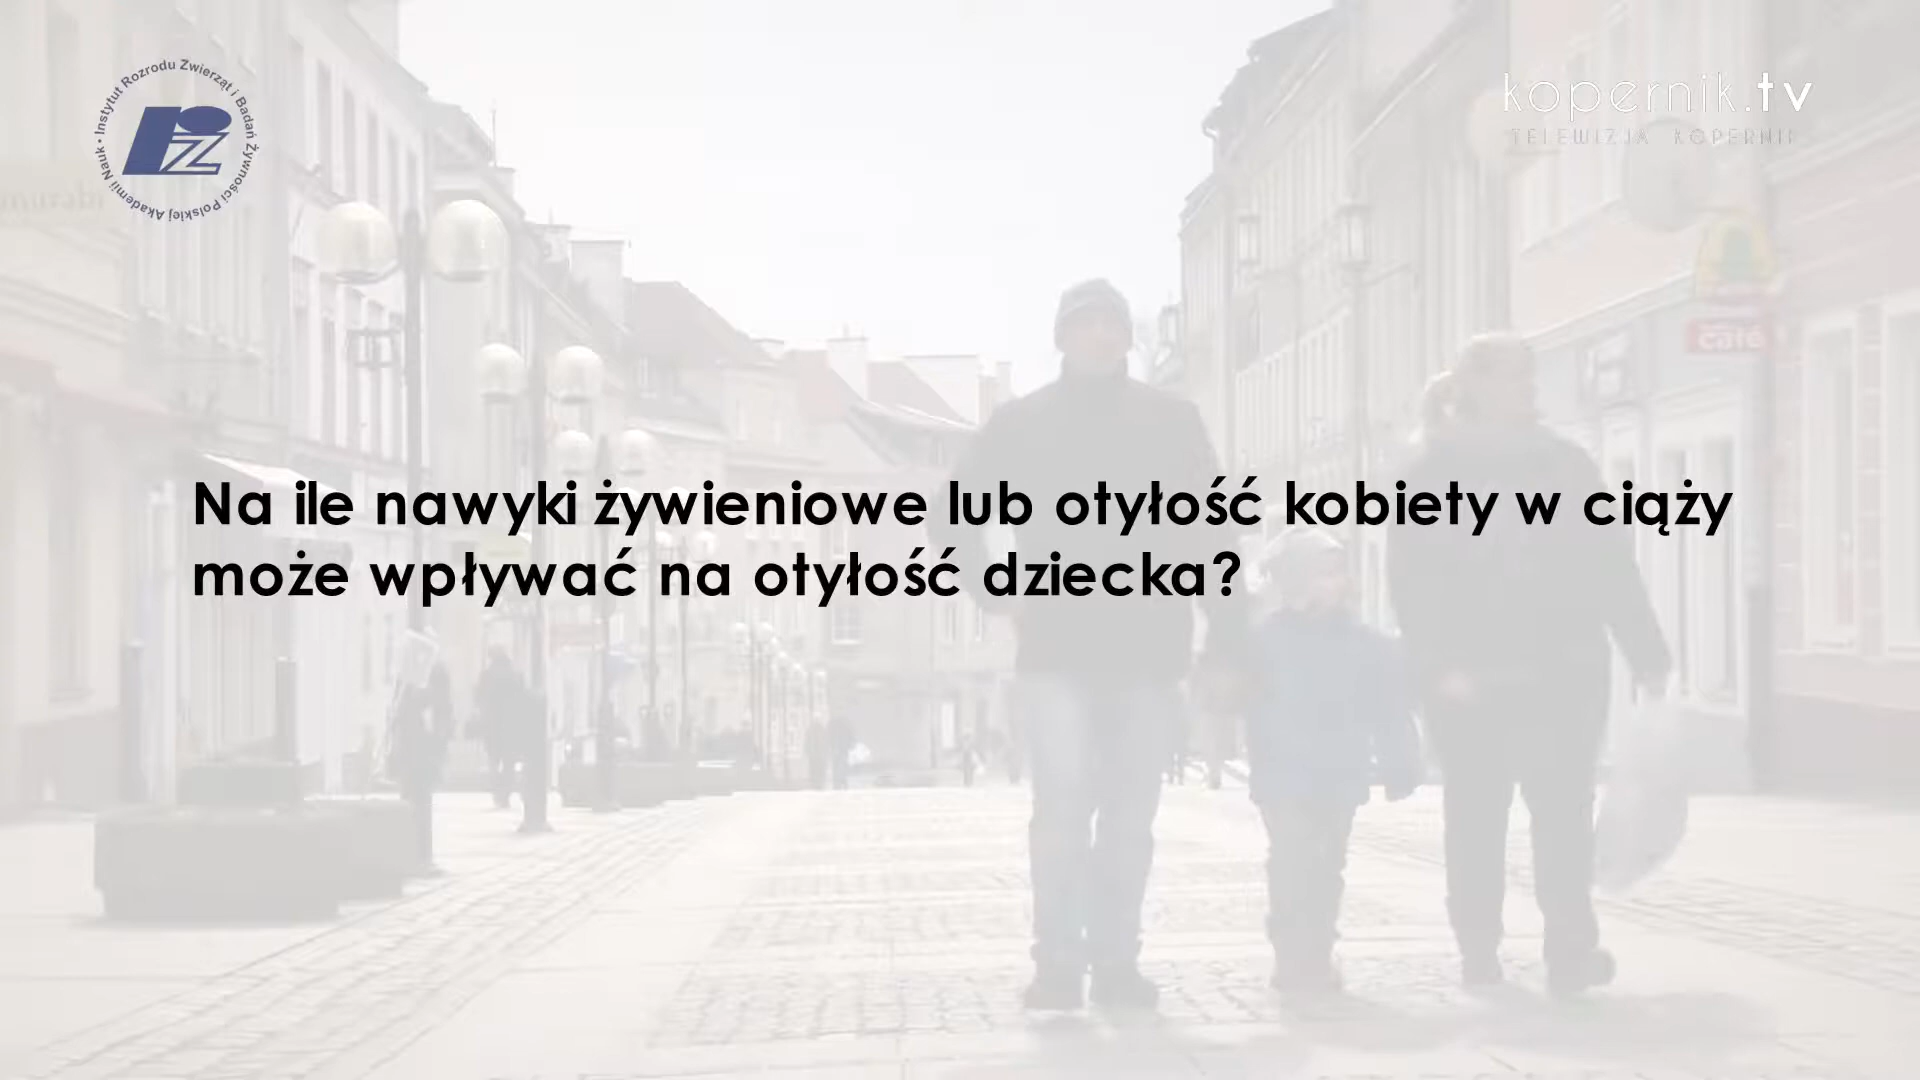 Instytut Rozrodu Zwierząt i Badań Żywności Polskiej Akademii Nauk •
kopernik.tv
TELEWIZJA KOPERNIK
café
Na ile nawyki żywieniowe lub otyłość kobiety w ciąży
może wpływać na otyłość dziecka?